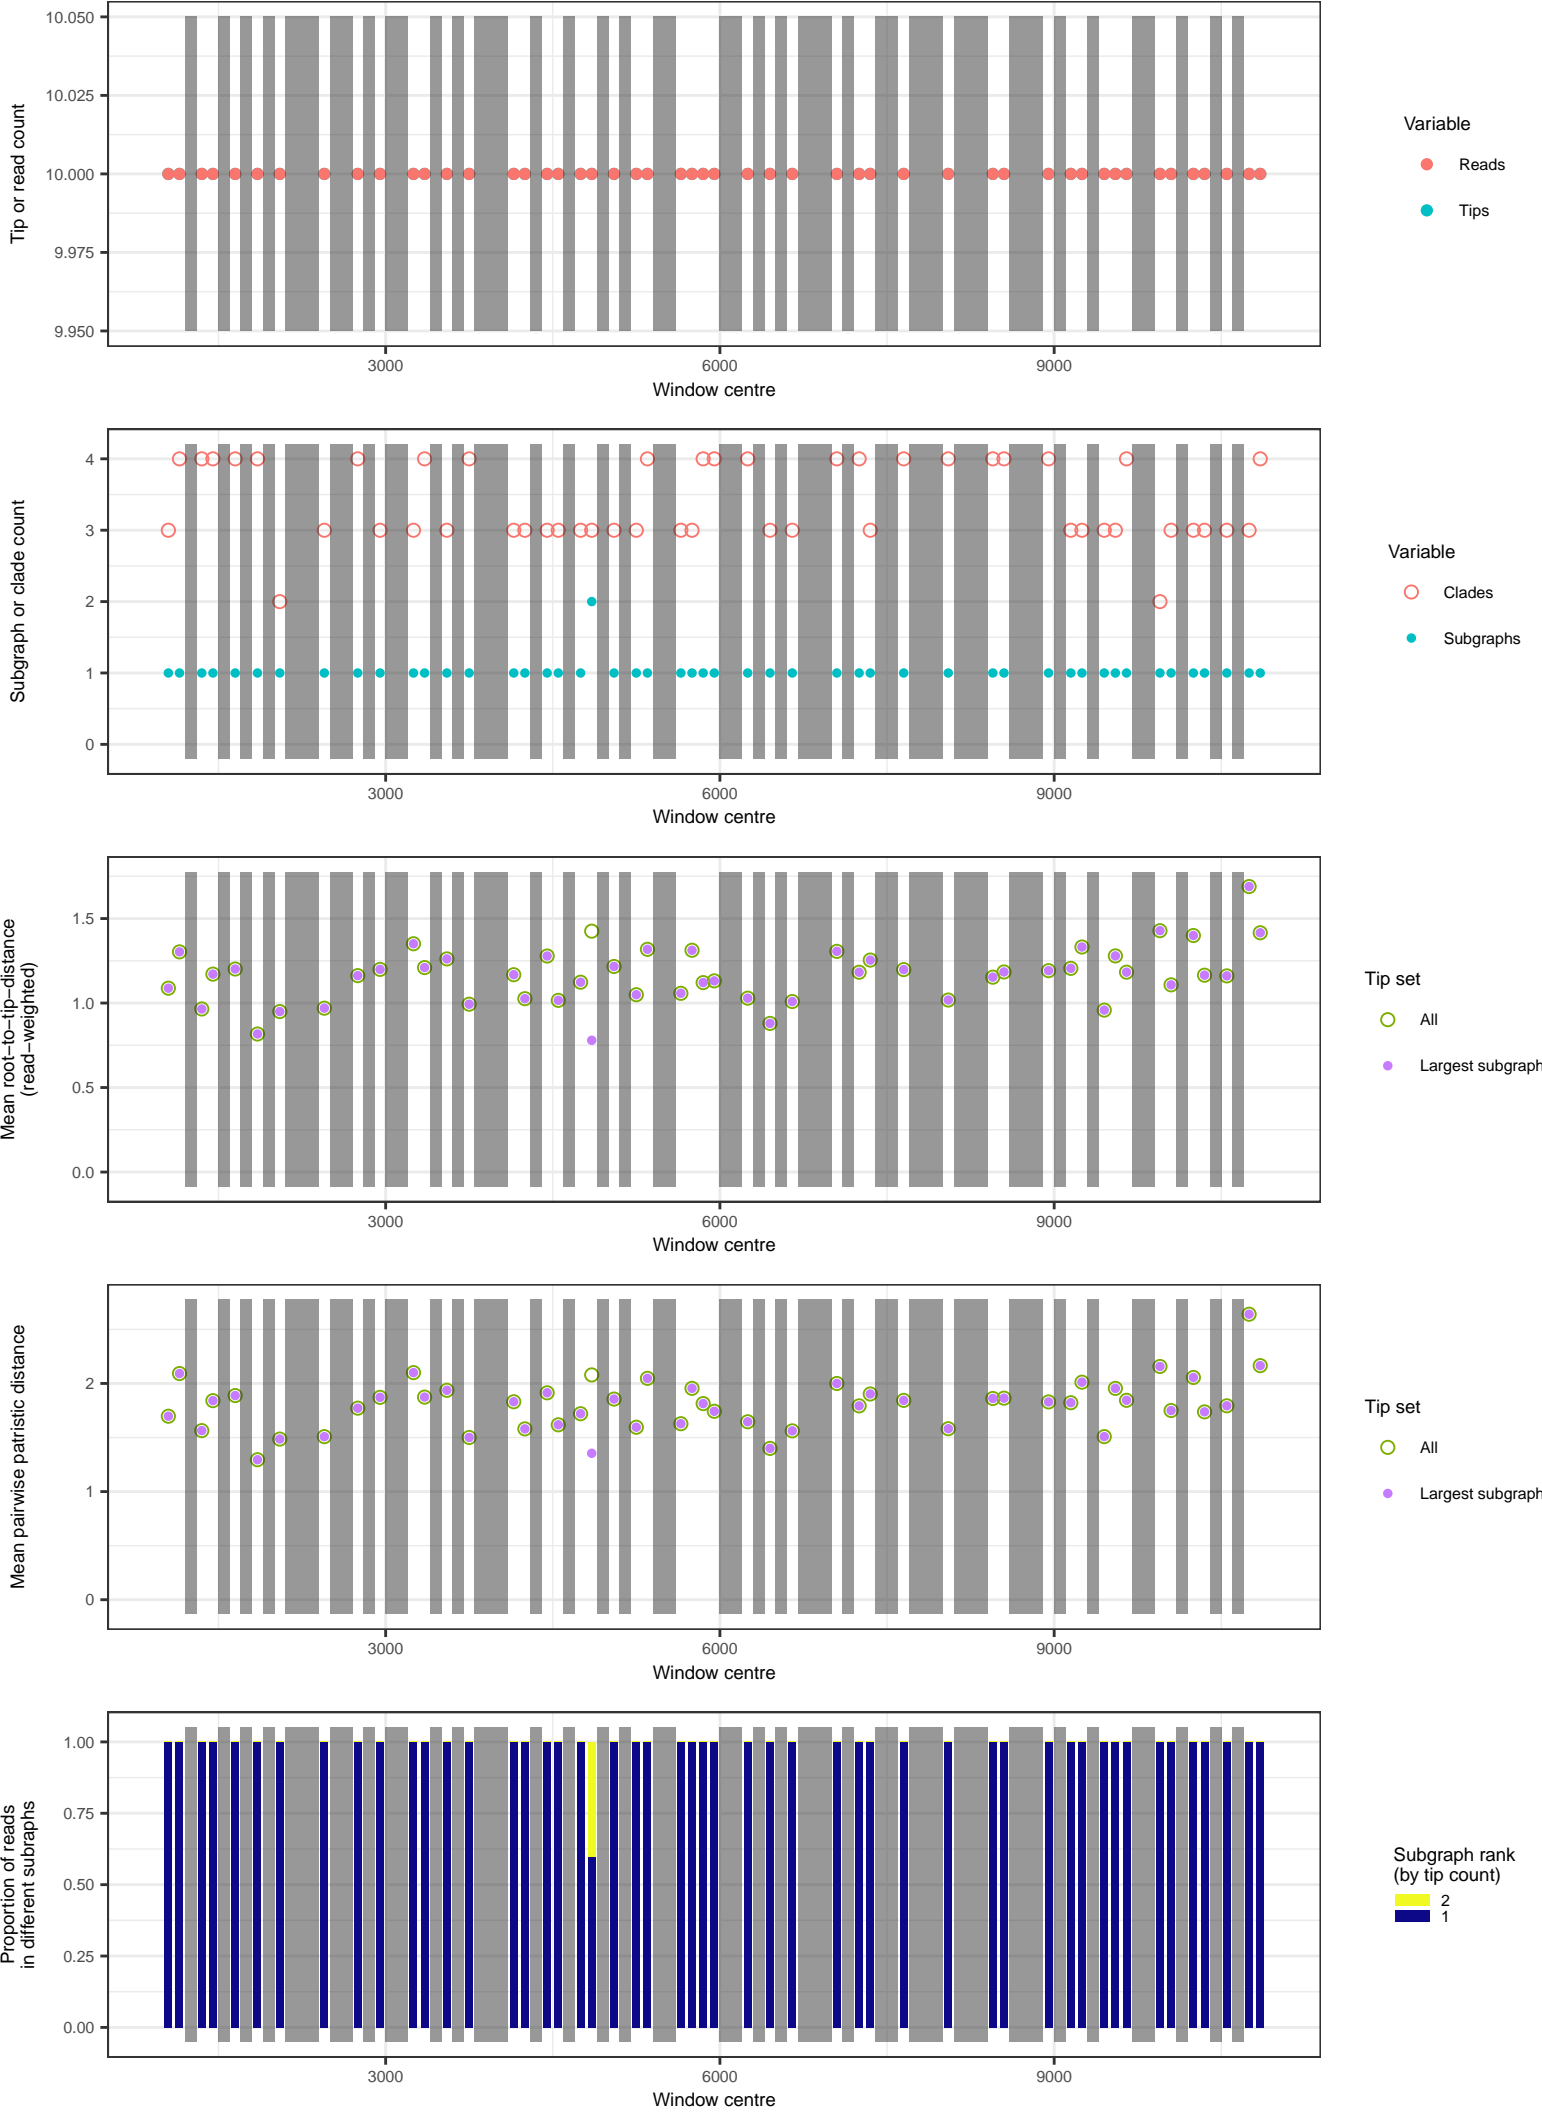 10.050
10.025
10.000
9.975
9.950
Tip or read count
3000
6000
9000
Window centre
Variable
Reads
Tips
4
3
2
1
0
Subgraph or clade count
3000
6000
9000
Window centre
Variable
Clades
Subgraphs
1.5
1.0
0.5
0.0
Mean root−to−tip−distance
(read−weighted)
3000
6000
9000
Window centre
Tip set
All
Largest subgraph
2
1
0
Mean pairwise patristic distance
3000
6000
9000
Window centre
Tip set
All
Largest subgraph
1.00
0.75
0.50
0.25
0.00
Proportion of reads
in different subraphs
3000
6000
9000
Window centre
Subgraph rank
(by tip count)
2
1